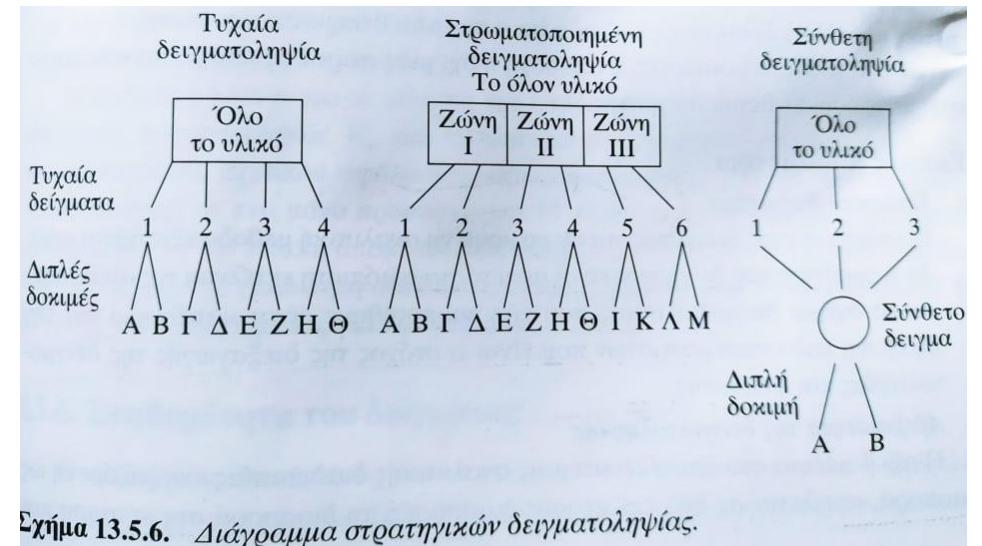 Τυχαία
δειγματοληψία
Όλο
το υλικό
Τυχαία
δείγματα
1 2 3 4
Διπλές
δοκιμές
Α Β Γ Δ Ε Ζ Η Θ
Στρωματοποιημένη
δειγματοληψία
Το όλον υλικό
Ζώνη Ζώνη Ζώνη
I II III
1 2 3 4 5 6
Α Β Γ Δ Ε Ζ Η Θ Ι Κ Λ Μ
Σύνθετη
δειγματοληψία
Όλο
το υλικό
1 2 3
Σύνθετο
δειγμα
Διπλή
δοκιμή
Α Β
Σχήμα 13.5.6. Διάγραμμα στρατηγικών δειγματοληψίας.